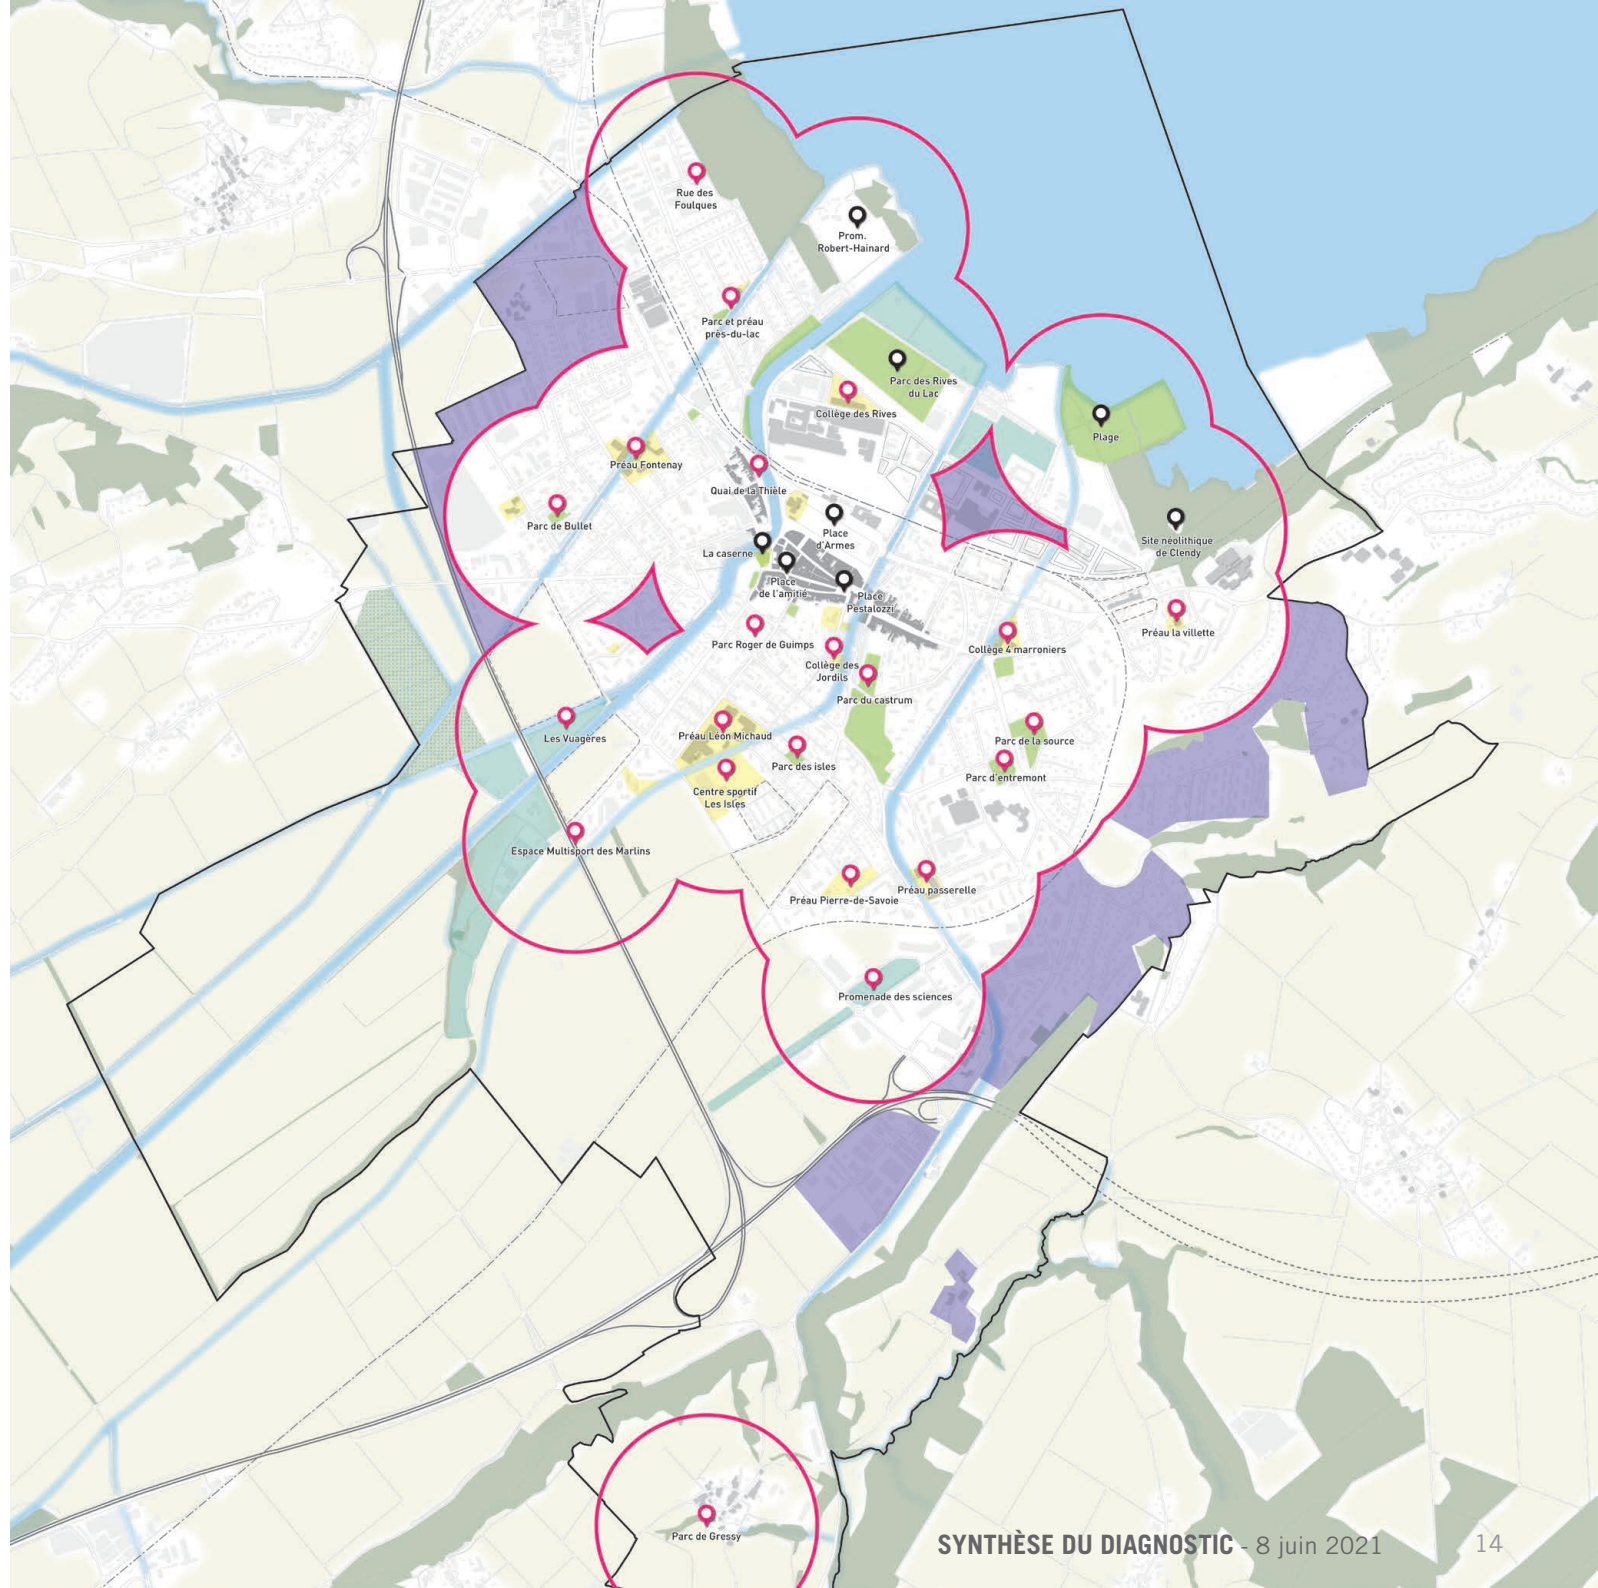 Rue des
Foulques
Prom.
Robert-Hainard
Parc et préau
près-du-lac
Parc des Rives
du Lac
Collège des Rives
Plage
Préau Fontenay
Quai de la Thièle
Parc de Bullet
Place
d'Armes
Site néolithique
de Clendy
La caserne
Place
de l'amitié
Place
Pestalozzi
Préau la villette
Parc Roger de Guimps
Collège 4 marroniers
Collège des
Jordils
Parc du castrum
Les Vuagères
Préau Léon Michaud
Parc de la source
Parc des isles
Parc d'entremont
Centre sportif
Les Isles
Espace Multisport des Marlins
Préau Pierre-de-Savoie
Préau passerelle
Promenade des sciences
Parc de Gressy
SYNTHÈSE DU DIAGNOSTIC - 8 juin 2021
14